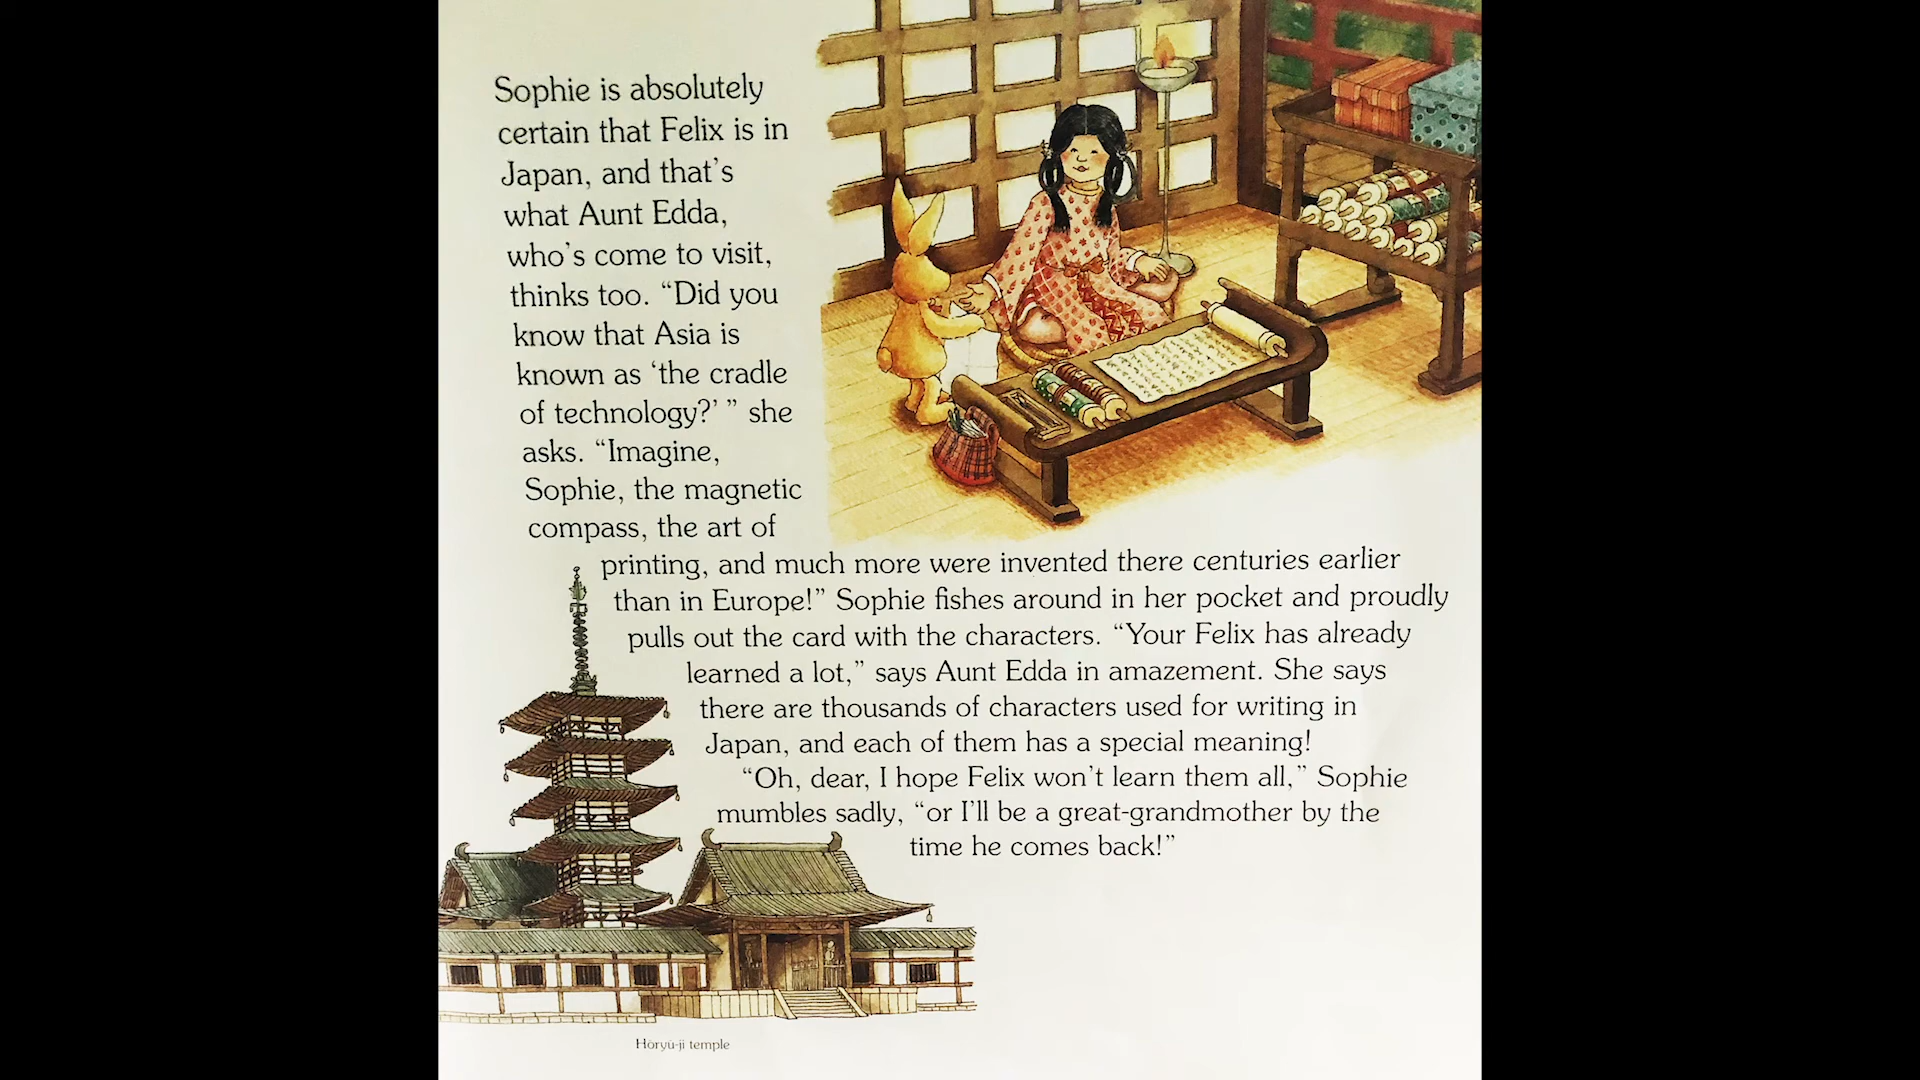 Sophie is absolutely
certain that Felix is in
Japan, and that's
what Aunt Edda,
who's come to visit,
thinks too. “Did you
know that Asia is
known as ‘the cradle
of technology?’ ” she
asks. “Imagine,
Sophie, the magnetic
compass, the art of
printing, and much more were invented there centuries earlier
than in Europe!” Sophie fishes around in her pocket and proudly
pulls out the card with the characters. “Your Felix has already
learned a lot,” says Aunt Edda in amazement. She says
there are thousands of characters used for writing in
Japan, and each of them has a special meaning!
“Oh, dear, I hope Felix won't learn them all,” Sophie
mumbles sadly, “or I'll be a great-grandmother by the
time he comes back!”
Hōryū-ji temple